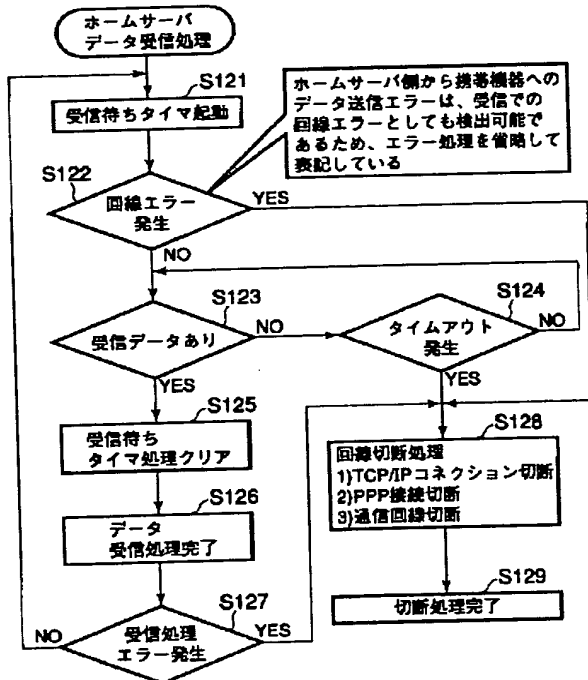 ホームサーバ
データ受信処理
S121
受信待ちタイマ起動
ホームサーバ側から携帯機器への
データ送信エラーは、受信での
回線エラーとしても検出可能で
あるため、エラー処理を省略して
表記している
S122
回線エラー
発生
YES
NO
S123
受信データあり
NO
YES
S124
タイムアウト
発生
NO
YES
S125
受信待ち
タイマ処理クリア
S126
データ
受信処理完了
S127
受信処理
エラー発生
NO
YES
S128
回線切断処理
1)TCP/IPコネクション切断
2)PPP接線切断
3)通信回線切断
S129
切断処理完了